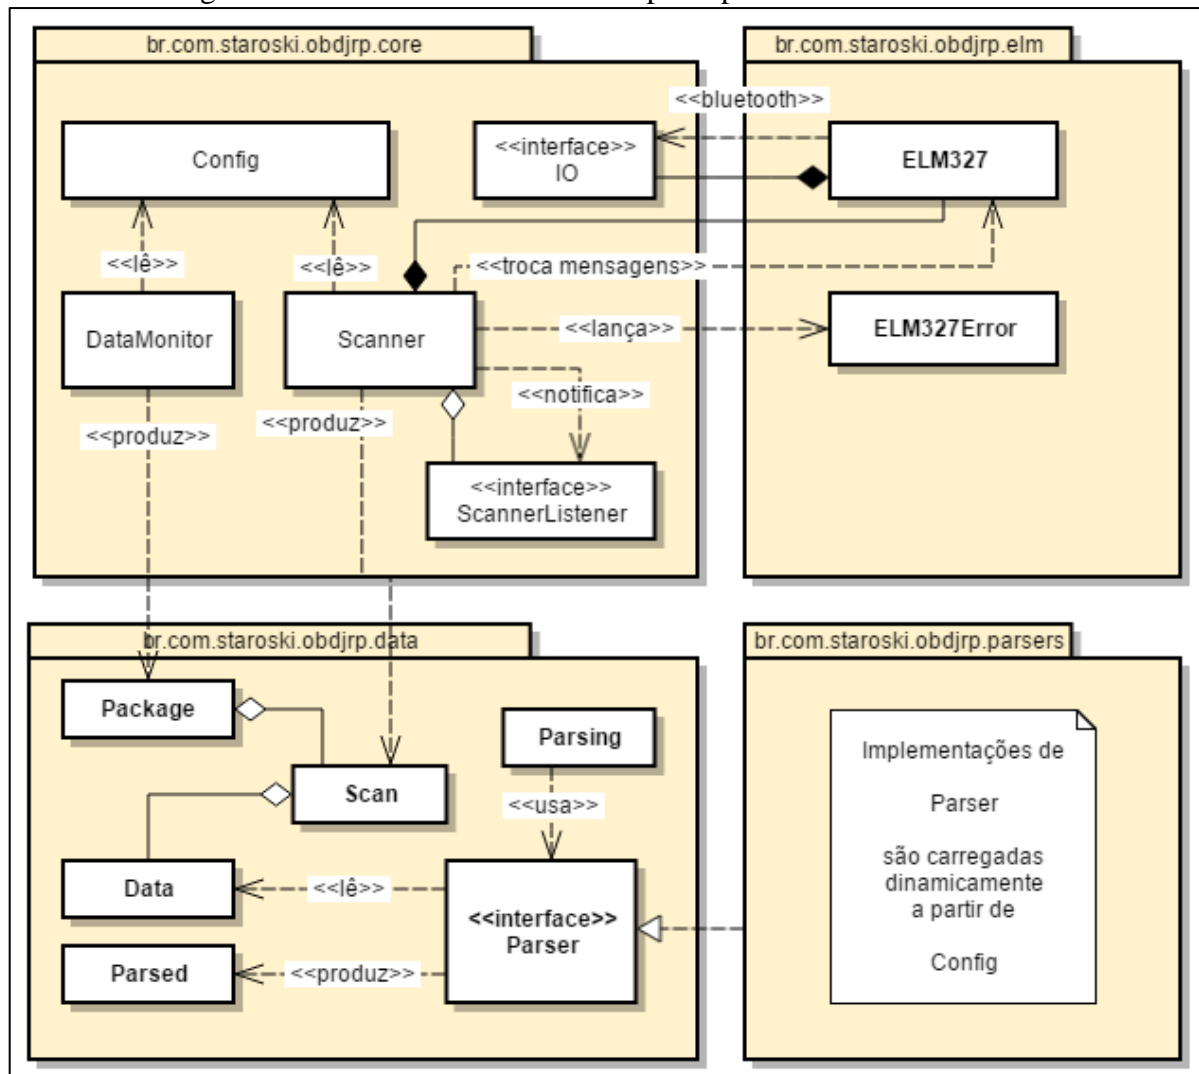 br.com.staroski.obdjrp.core
br.com.staroski.obdjrp.elm
<<bluetooth>>
Config
<<interface>>
IO
ELM327
<<lê>>
<<lê>>
<<troca mensagens>>
DataMonitor
Scanner
<<lança>>
ELM327Error
<<notifica>>
<<produz>>
<<produz>>
<<interface>>
ScannerListener
br.com.staroski.obdjrp.data
br.com.staroski.obdjrp.parsers
Package
Parsing
Scan
<<usa>>
Data
<<lê>>
<<interface>>
Parser
Parsed
<<produz>>
Implementações de
Parser
são carregadas
dinamicamente
a partir de
Config